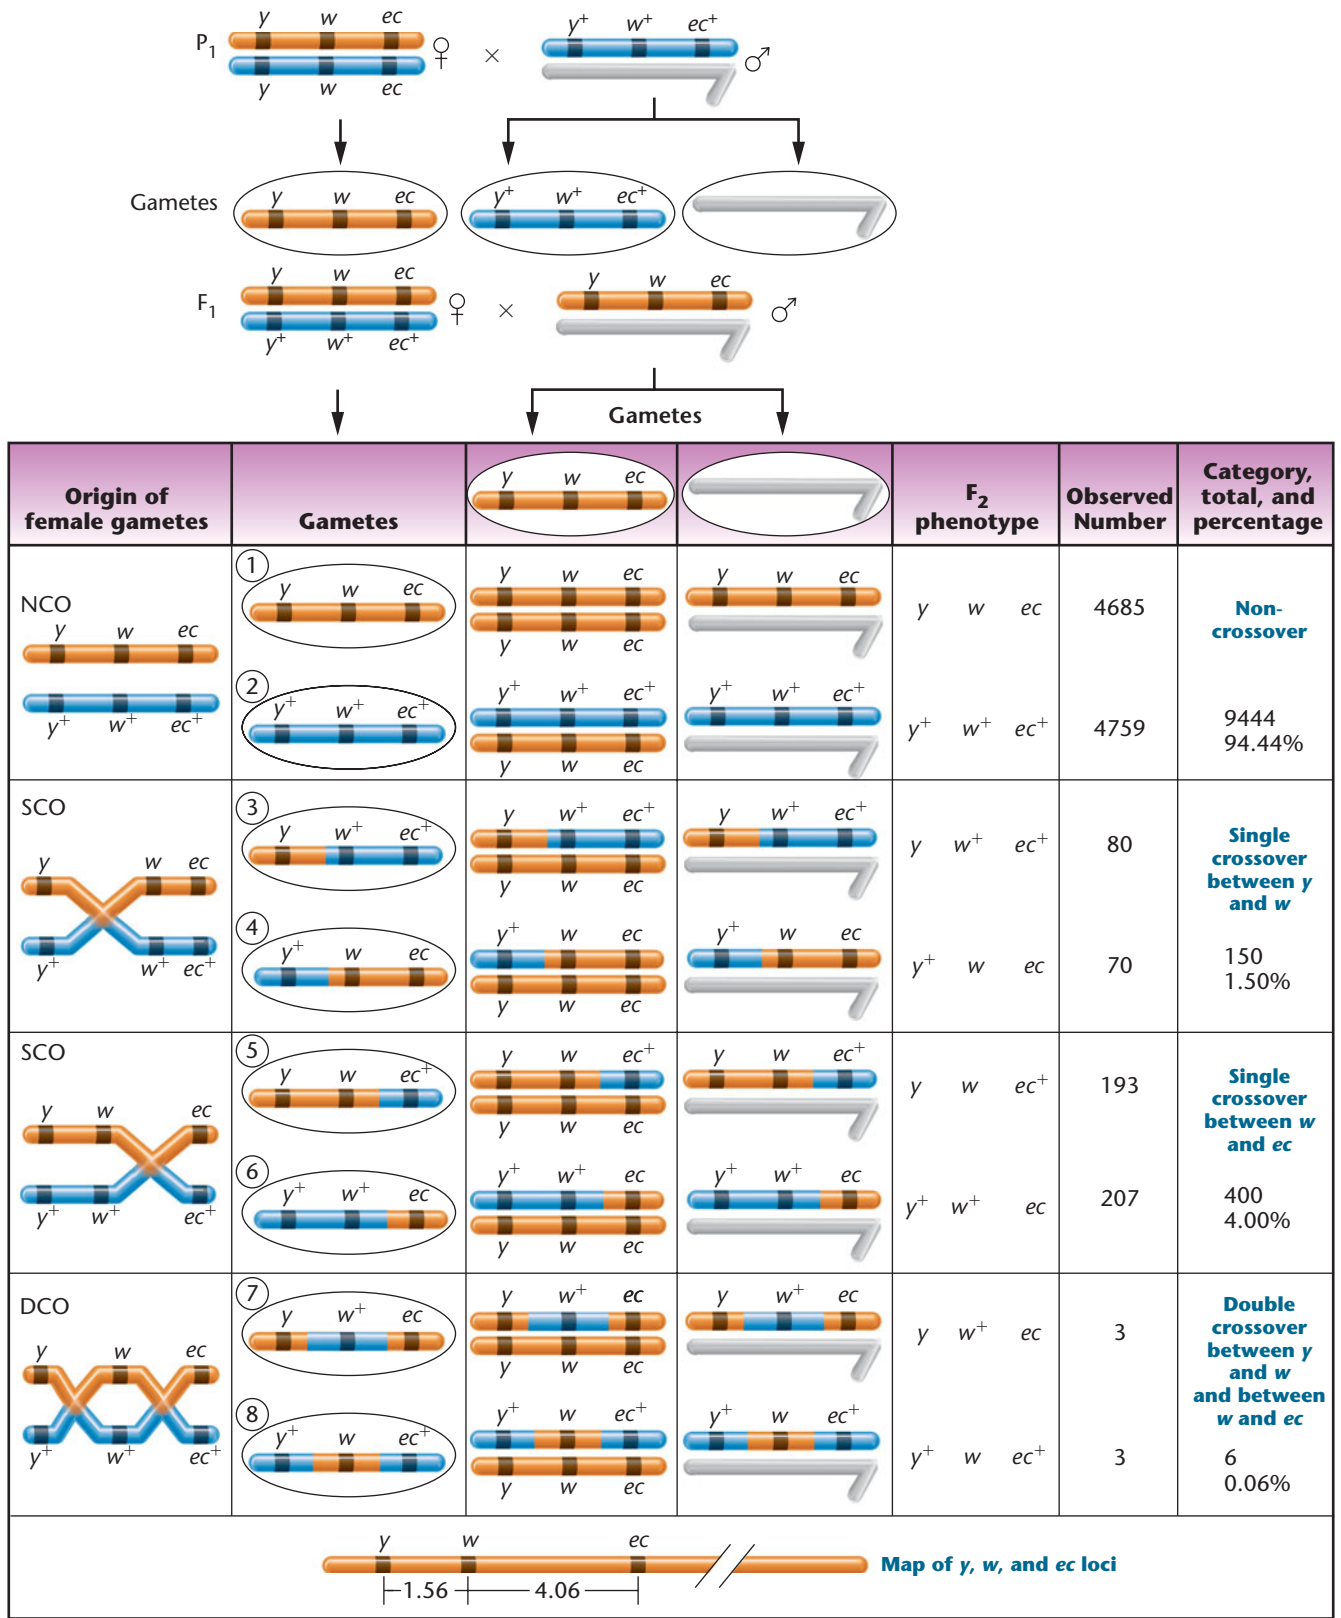 y w ec
P1 ♀ × ♂
y w ec
y+ w+ ec+
Gametes
y w ec
y+ w+ ec+
F1 ♀ × ♂
y w ec
y+ w+ ec+
y w ec
Gametes
Origin of
female gametes
Gametes
y w ec
F2
phenotype
Observed
Number
Category,
total, and
percentage
NCO
y w ec
y+ w+ ec+
1
y w ec
y w ec
y w ec
y w ec
y w ec
4685
Non-
crossover
2
y+ w+ ec+
y+ w+ ec+
y w ec
y+ w+ ec+
y+ w+ ec+
4759
9444
94.44%
SCO
y w ec
y+ w+ ec+
3
y w+ ec+
y w+ ec+
y w ec
y w+ ec+
y w+ ec+
80
Single
crossover
between y
and w
4
y+ w ec
y+ w ec
y w ec
y+ w ec
y+ w ec
70
150
1.50%
SCO
y w ec
y+ w+ ec+
5
y w ec+
y w ec+
y w ec
y w ec+
y w ec+
193
Single
crossover
between w
and ec
6
y+ w+ ec
y+ w+ ec
y w ec
y+ w+ ec
y+ w+ ec
207
400
4.00%
DCO
y w ec
y+ w+ ec+
7
y w+ ec
y w+ ec
y w ec
y w+ ec
y w+ ec
3
Double
crossover
between y
and w
and between
w and ec
8
y+ w ec+
y+ w ec+
y w ec
y+ w ec+
y+ w ec+
3
6
0.06%
y w ec
Map of y, w, and ec loci
1.56 4.06